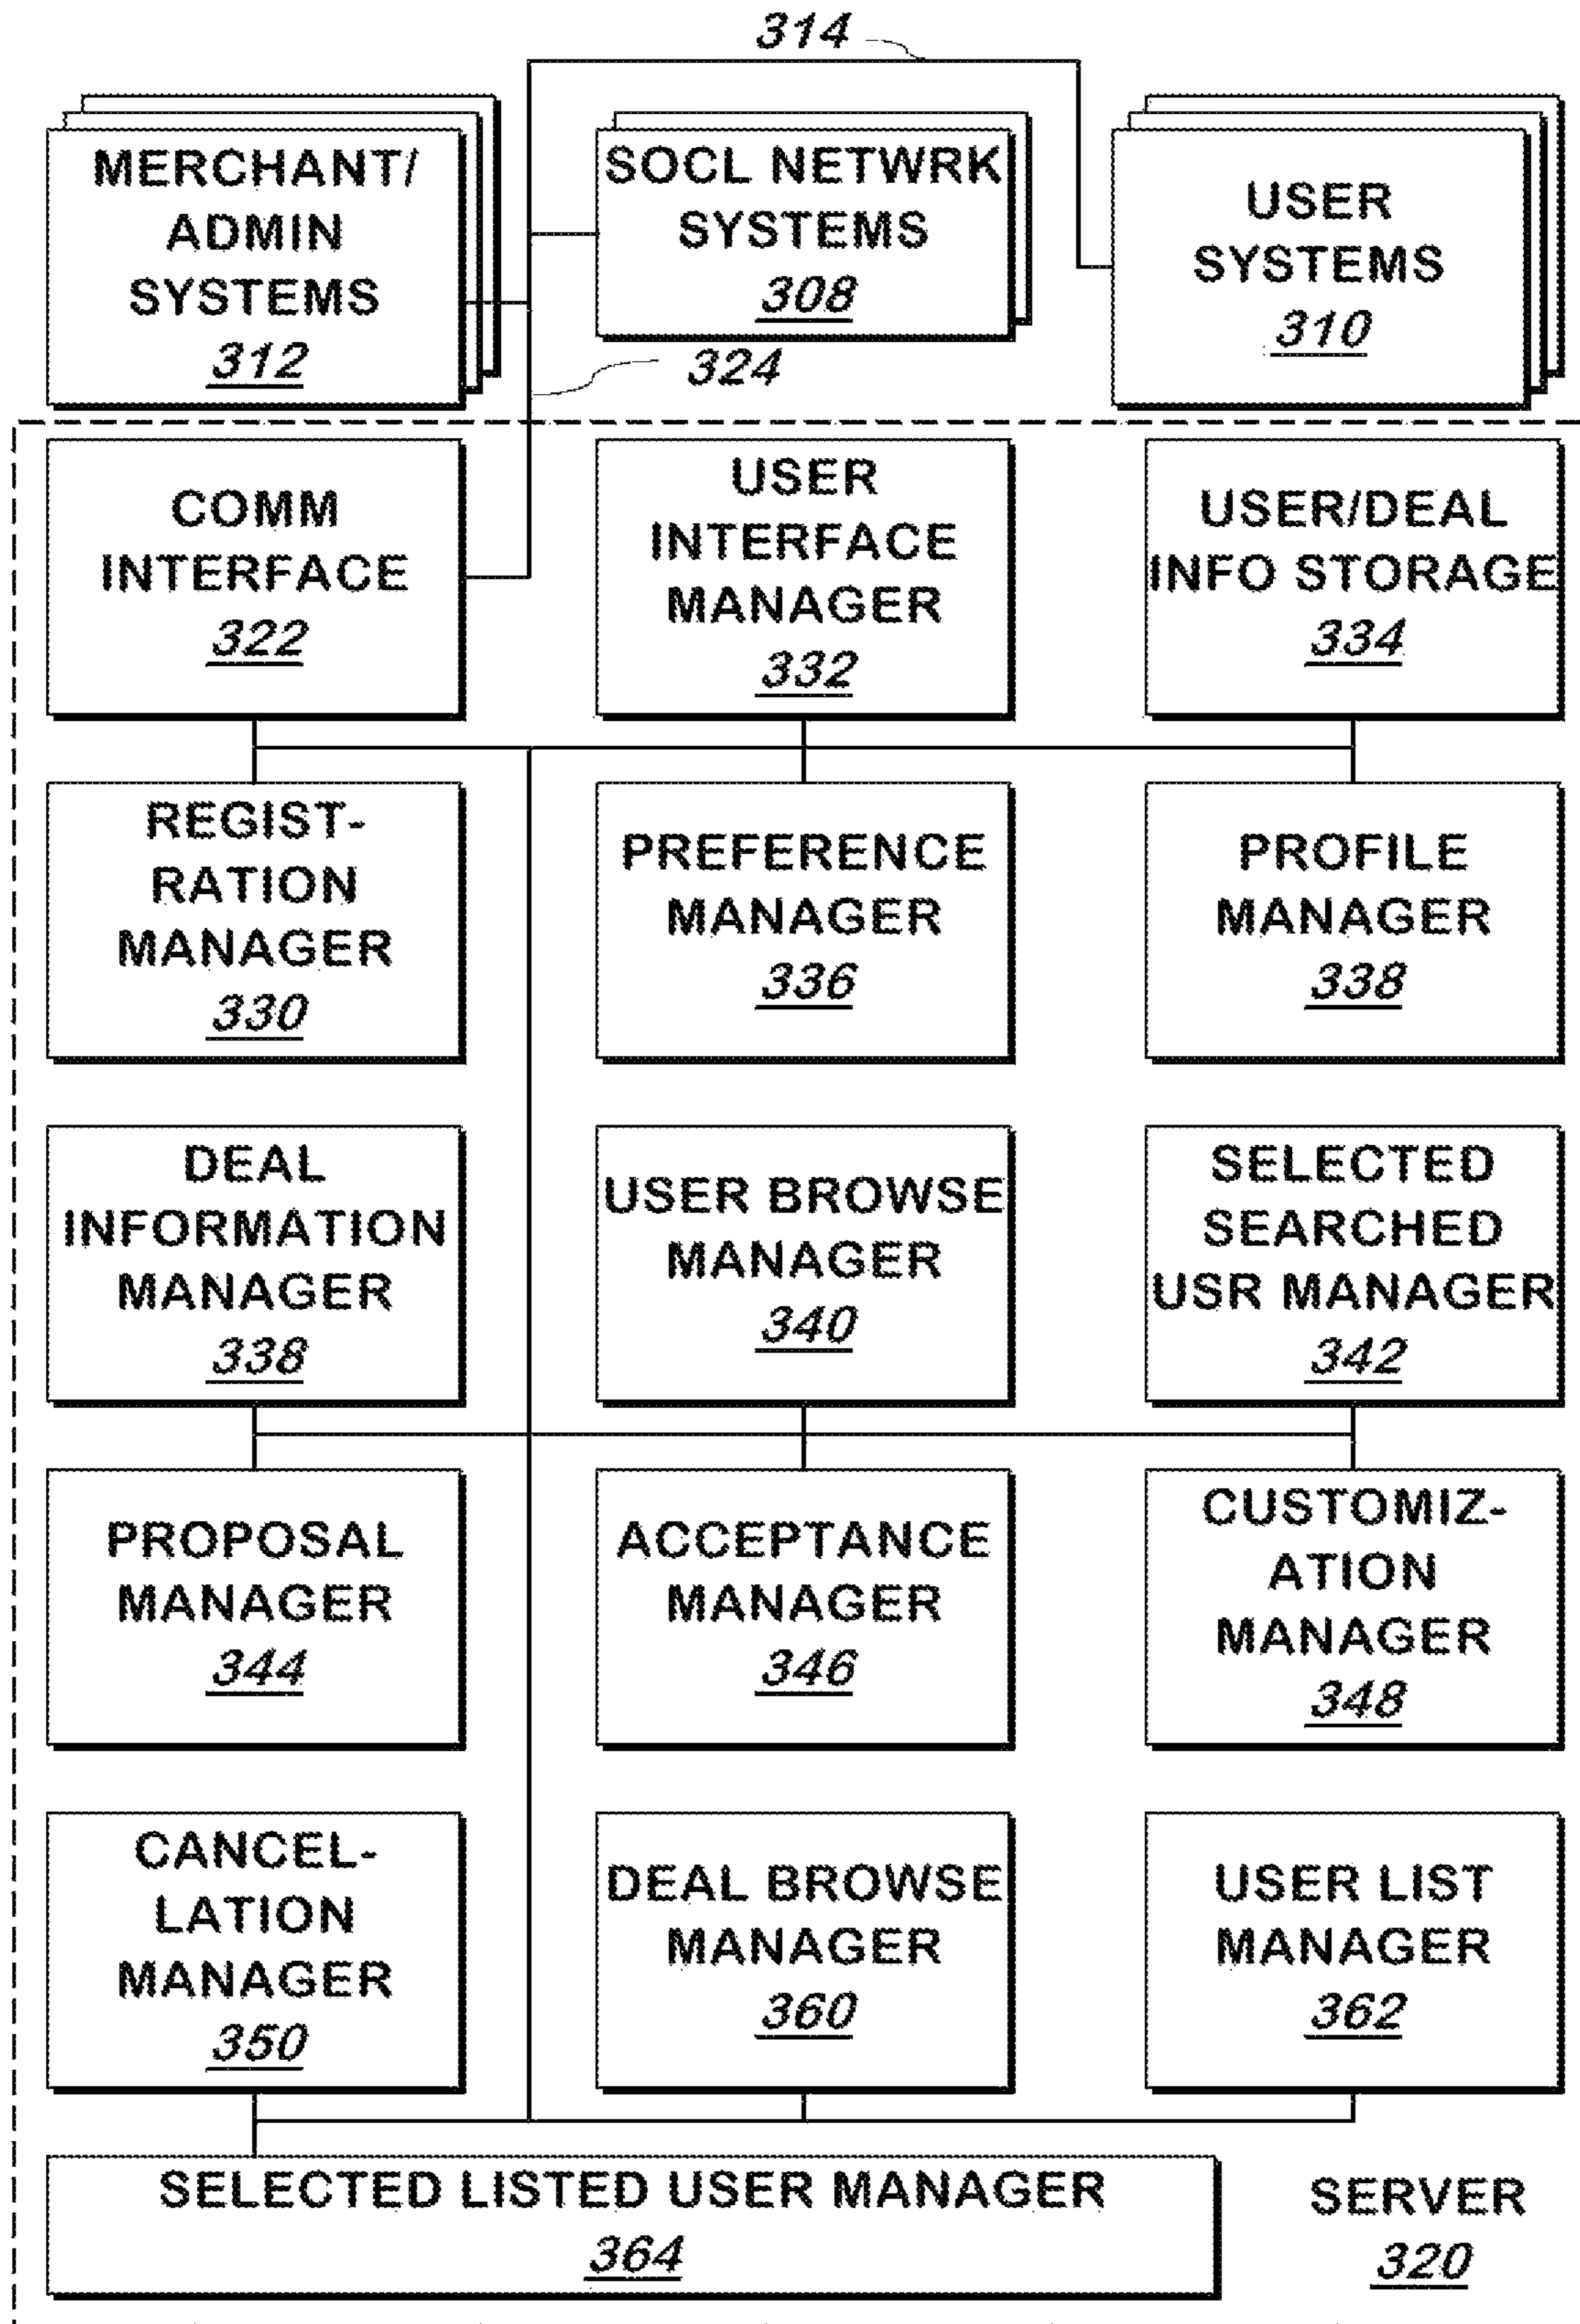 314
MERCHANT/
ADMIN
SYSTEMS
312
SOCL NETWRK
SYSTEMS
308
USER
SYSTEMS
310
324
COMM
INTERFACE
322
USER
INTERFACE
MANAGER
332
USER/DEAL
INFO STORAGE
334
REGIST-
RATION
MANAGER
330
PREFERENCE
MANAGER
336
PROFILE
MANAGER
338
DEAL
INFORMATION
MANAGER
338
USER BROWSE
MANAGER
340
SELECTED
SEARCHED
USR MANAGER
342
PROPOSAL
MANAGER
344
ACCEPTANCE
MANAGER
346
CUSTOMIZ-
ATION
MANAGER
348
CANCEL-
LATION
MANAGER
350
DEAL BROWSE
MANAGER
360
USER LIST
MANAGER
362
SELECTED LISTED USER MANAGER
364
SERVER
320